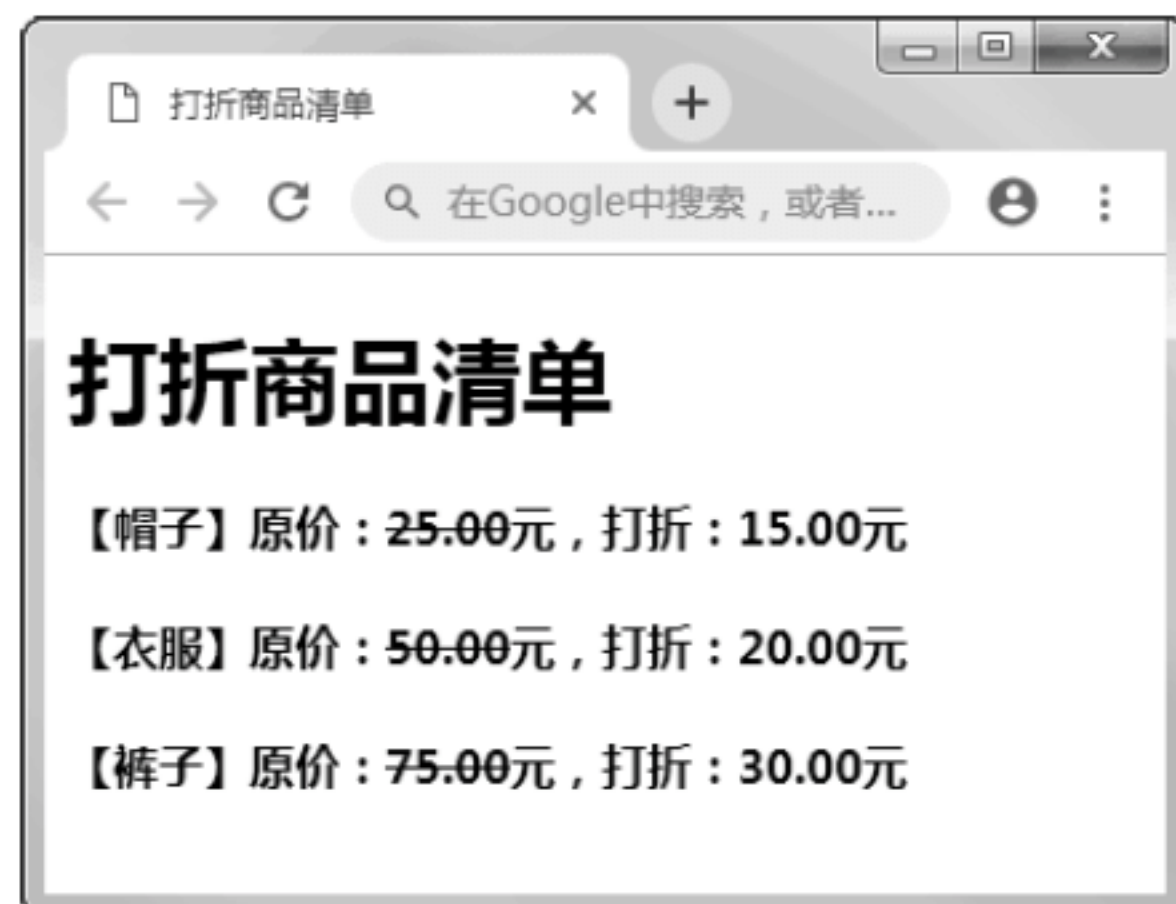 打折商品清单
在Google中搜索，或者...
打折商品清单
【帽子】原价：25.00元，打折：15.00元
【衣服】原价：50.00元，打折：20.00元
【裤子】原价：75.00元，打折：30.00元